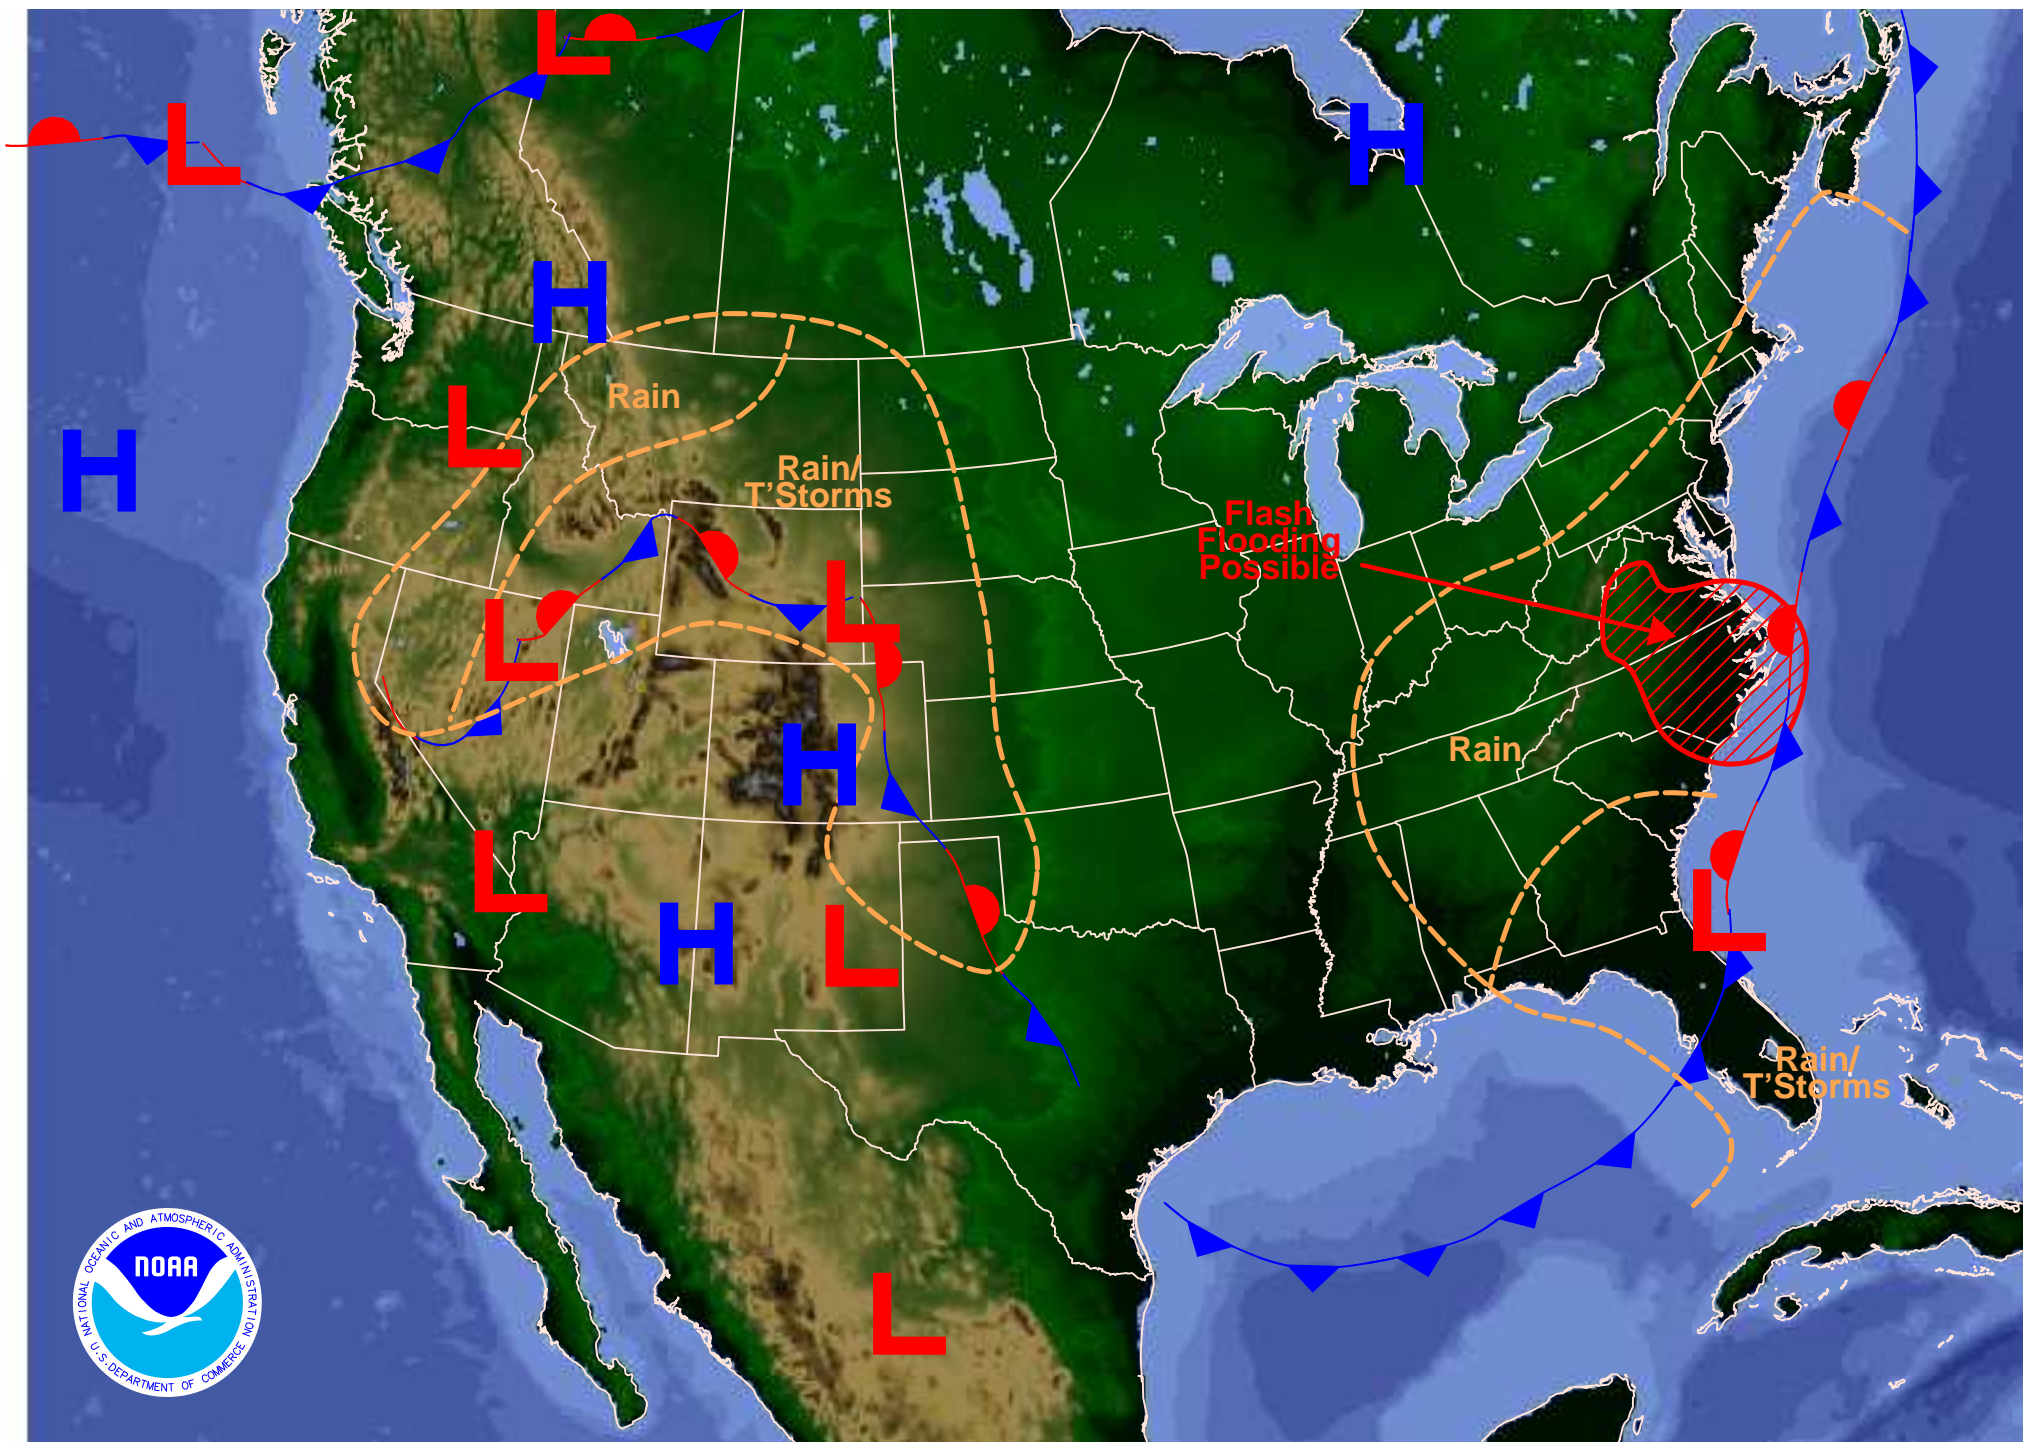 L
L
H
H
Rain
L
H
Rain/
T'Storms
Flash
Flooding
Possible
L
L
H
Rain
L
H
L
L
Rain/
T'Storms
L
NATIONAL OCEANIC AND ATMOSPHERIC ADMINISTRATION
NOAA
U.S. DEPARTMENT OF COMMERCE